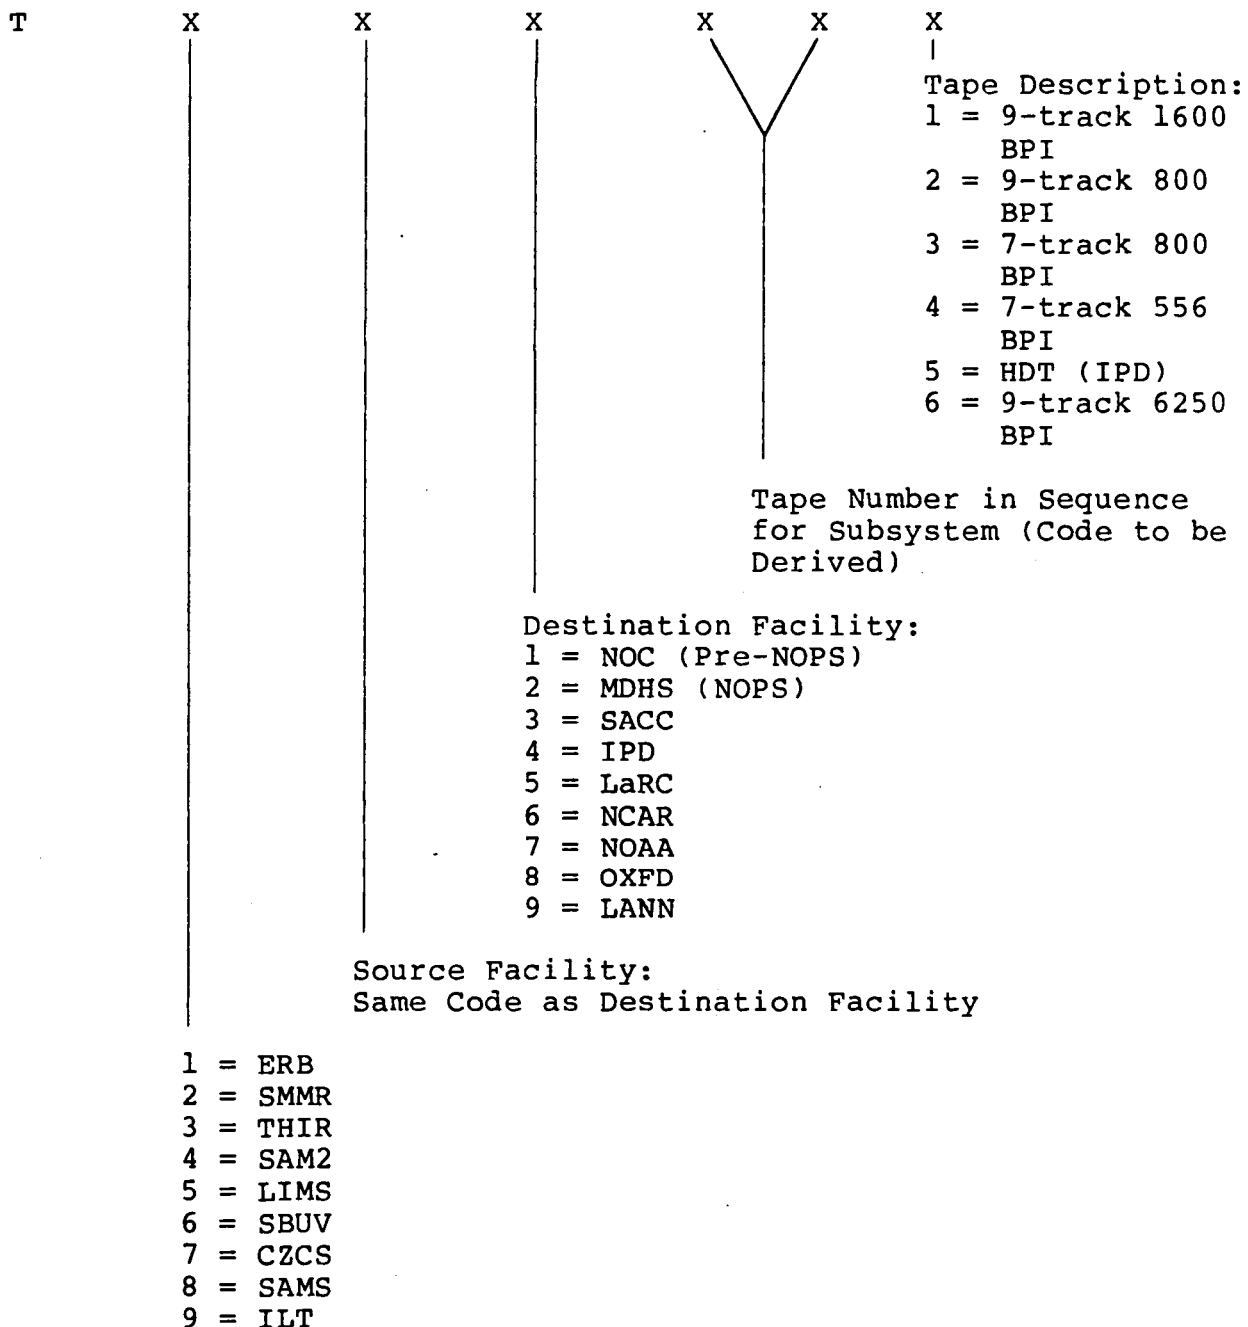 T X X X X X X
Tape Description:
1 = 9-track 1600
BPI
2 = 9-track 800
BPI
3 = 7-track 800
BPI
4 = 7-track 556
BPI
5 = HDT (IPD)
6 = 9-track 6250
BPI
Tape Number in Sequence
for Subsystem (Code to be
Derived)
Destination Facility:
1 = NOC (Pre-NOPS)
2 = MDHS (NOPS)
3 = SACC
4 = IPD
5 = LaRC
6 = NCAR
7 = NOAA
8 = OXFD
9 = LANN
Source Facility:
Same Code as Destination Facility
1 = ERB
2 = SMMR
3 = THIR
4 = SAM2
5 = LIMS
6 = SBUV
7 = CZCS
8 = SAMS
9 = ILT